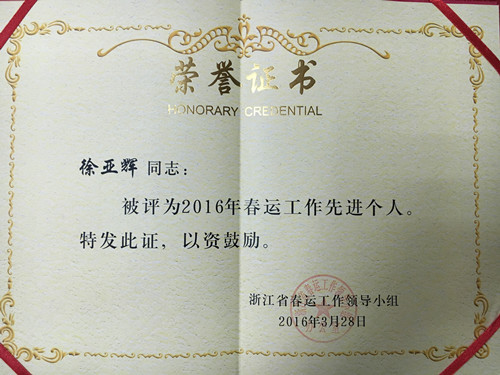 荣誉证书
HONORARY CREDENTIAL
徐亚辉 同志：
被评为2016年春运工作先进个人。
特发此证，以资鼓励。
浙江省春运工作领导小组
2016年3月28日